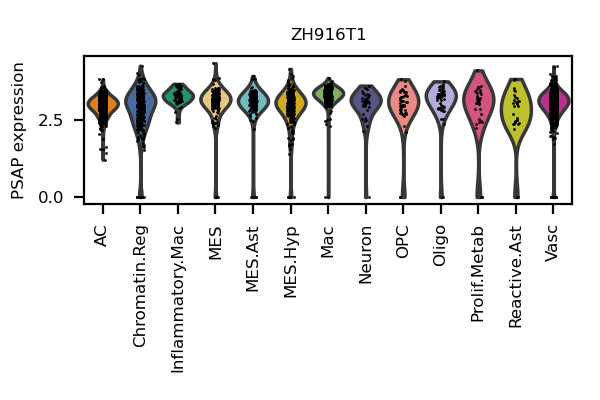 ZH916T1
PSAP expression
2.5
0.0
AC
Chromatin.Reg
Inflammatory.Mac
MES
MES.Ast
MES.Hyp
Mac
Neuron
OPC
Oligo
Prolif.Metab
Reactive.Ast
Vasc